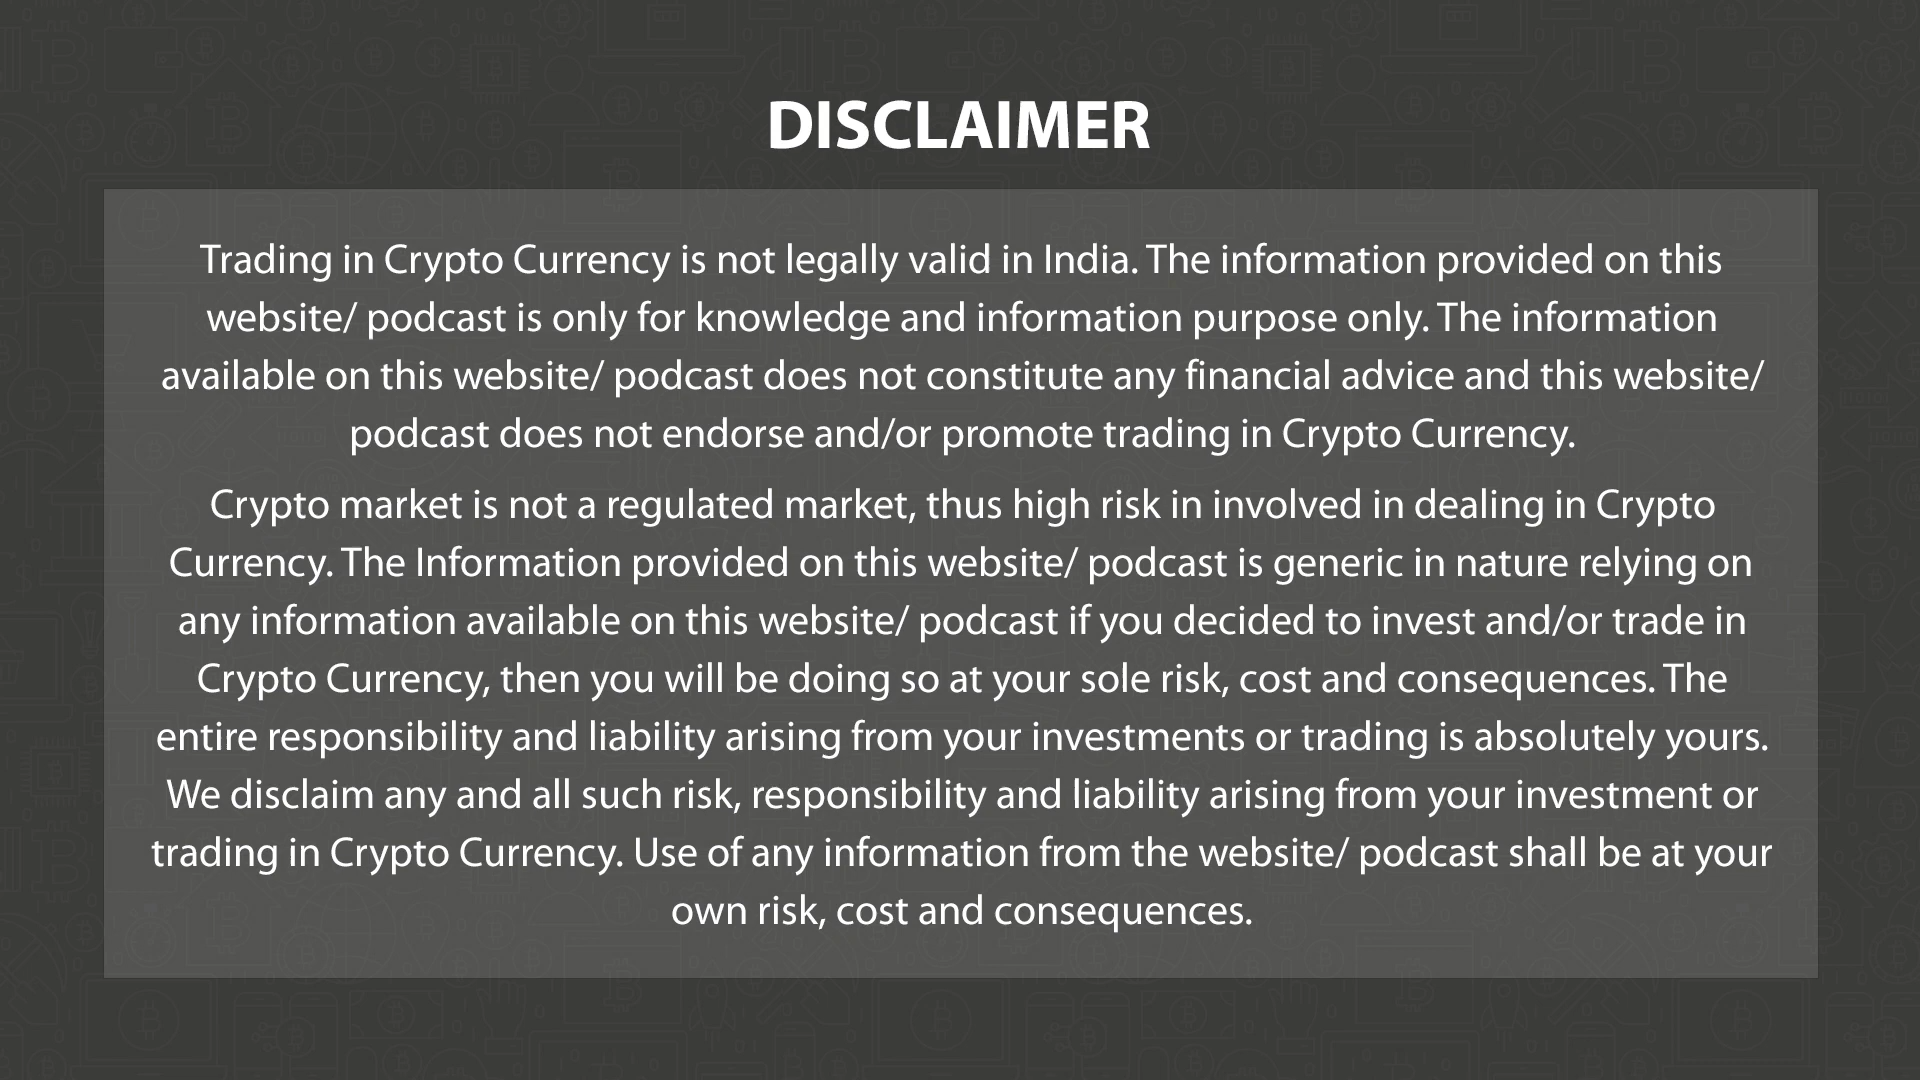 DISCLAIMER
Trading in Crypto Currency is not legally valid in India. The information provided on this
website/ podcast is only for knowledge and information purpose only. The information
available on this website/ podcast does not constitute any financial advice and this website/
podcast does not endorse and/or promote trading in Crypto Currency.
Crypto market is not a regulated market, thus high risk in involved in dealing in Crypto
Currency. The Information provided on this website/ podcast is generic in nature relying on
any information available on this website/ podcast if you decided to invest and/or trade in
Crypto Currency, then you will be doing so at your sole risk, cost and consequences. The
entire responsibility and liability arising from your investments or trading is absolutely yours.
We disclaim any and all such risk, responsibility and liability arising from your investment or
trading in Crypto Currency. Use of any information from the website/ podcast shall be at your
own risk, cost and consequences.